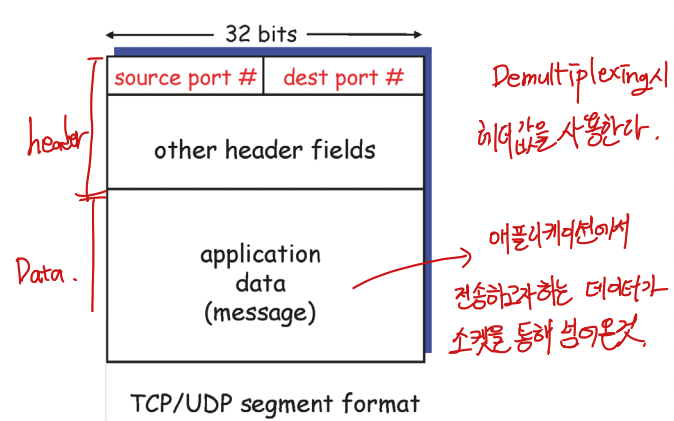 32 bits
source port #
dest port #
Demultiplexing시
헤더값을 사용한다.
header
other header fields
application
data
(message)
Data.
애플리케이션에서
전송하고자하는 데이터가
소켓을 통해 넘어온것.
TCP/UDP segment format